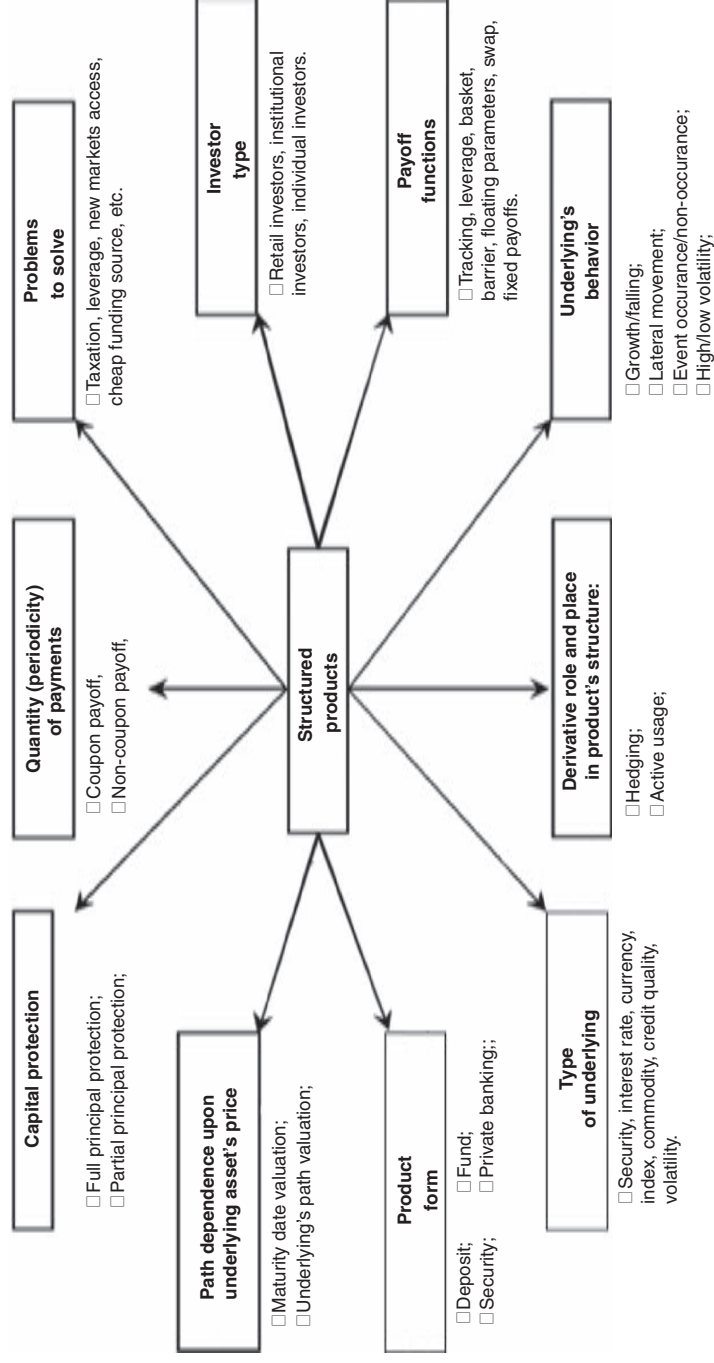 Capital protection
□Full principal protection;
□Partial principal protection;
Quantity (periodicity)
of payments
□Coupon payoff,
□Non-coupon payoff,
Problems
to solve
□Taxation, leverage, new markets access,
cheap funding source, etc.
Path dependence upon
underlying asset's price
□Maturity date valuation;
□Underlying's path valuation;
Investor
type
□Retail investors, institutional
investors, individual investors.
Structured
products
Product
form
□Deposit; □Fund;
□Security; □Private banking;;
Payoff
functions
□Tracking, leverage, basket,
barrier, floating parameters, swap,
fixed payoffs.
Type
of underlying
□Security, interest rate, currency,
index, commodity, credit quality,
volatility.
Derivative role and place
in product's structure:
□Hedging;
□Active usage;
Underlying's
behavior
□Growth/falling;
□Lateral movement;
□Event occurance/non-occurance;
□High/low volatility;